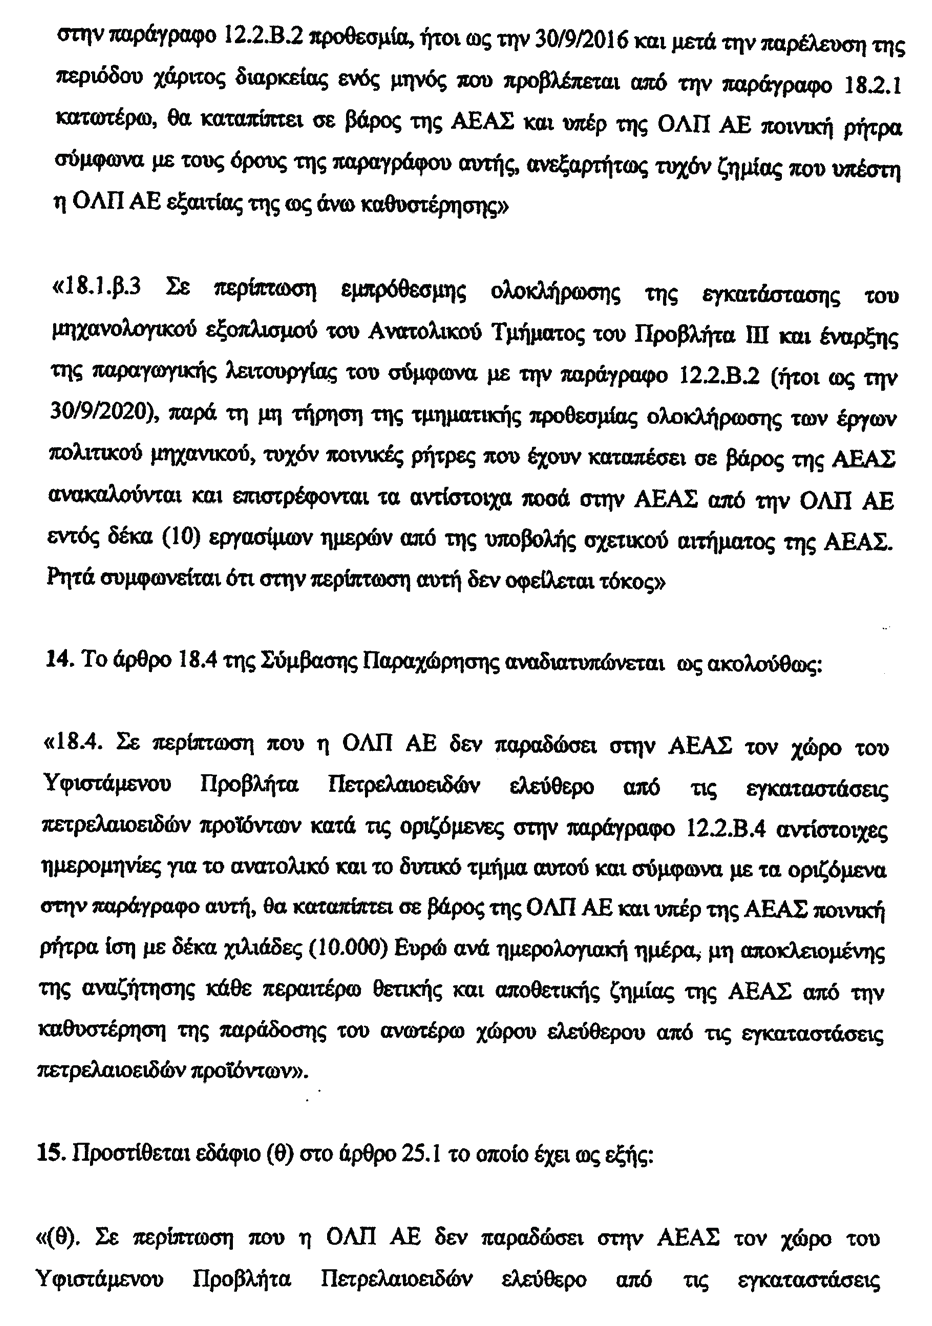 στην παράγραφο 12.2.Β.2 προθεσμία, ήτοι ως την 30/9/2016 και μετά την παρέλευση της
περιόδου χάριτος διαρκείας ενός μηνός που προβλέπεται από την παράγραφο 18.2.1
κατωτέρω, θα καταπίπτει σε βάρος της ΑΕΑΣ και υπέρ της ΟΛΠ ΑΕ ποινική ρήτρα
σύμφωνα με τους όρους της παραγράφου αυτής, ανεξαρτήτως τυχόν ζημίας που υπέστη
η ΟΛΠ ΑΕ εξαιτίας της ως άνω καθυστέρησης»
«18.1.β.3 Σε περίπτωση εμπρόθεσμης ολοκλήρωσης της εγκατάστασης του
μηχανολογικού εξοπλισμού του Ανατολικού Τμήματος του Προβλήτα ΙΙΙ και έναρξης
της παραγωγικής λειτουργίας του σύμφωνα με την παράγραφο 12.2.Β.2 (ήτοι ως την
30/9/2020), παρά τη μη τήρηση της τμηματικής προθεσμίας ολοκλήρωσης των έργων
πολιτικού μηχανικού, τυχόν ποινικές ρήτρες που έχουν καταπέσει σε βάρος της ΑΕΑΣ
ανακαλούνται και επιστρέφονται τα αντίστοιχα ποσά στην ΑΕΑΣ από την ΟΛΠ ΑΕ
εντός δέκα (10) εργασίμων ημερών από της υποβολής σχετικού αιτήματος της ΑΕΑΣ.
Ρητά συμφωνείται ότι στην περίπτωση αυτή δεν οφείλεται τόκος»
14. Το άρθρο 18.4 της Σύμβασης Παραχώρησης αναδιατυπώνεται ως ακολούθως:
«18.4. Σε περίπτωση που η ΟΛΠ ΑΕ δεν παραδώσει στην ΑΕΑΣ τον χώρο του
Υφιστάμενου Προβλήτα Πετρελαιοειδών ελεύθερο από τις εγκαταστάσεις
πετρελαιοειδών προϊόντων κατά τις οριζόμενες στην παράγραφο 12.2.Β.4 αντίστοιχες
ημερομηνίες για το ανατολικό και το δυτικό τμήμα αυτού και σύμφωνα με τα οριζόμενα
στην παράγραφο αυτή, θα καταπίπτει σε βάρος της ΟΛΠ ΑΕ και υπέρ της ΑΕΑΣ ποινική
ρήτρα ίση με δέκα χιλιάδες (10.000) Ευρώ ανά ημερολογιακή ημέρα, μη αποκλειομένης
της αναζήτησης κάθε περαιτέρω θετικής και αποθετικής ζημίας της ΑΕΑΣ από την
καθυστέρηση της παράδοσης του ανωτέρω χώρου ελεύθερου από τις εγκαταστάσεις
πετρελαιοειδών προϊόντων».
15. Προστίθεται εδάφιο (θ) στο άρθρο 25.1 το οποίο έχει ως εξής:
«(θ). Σε περίπτωση που η ΟΛΠ ΑΕ δεν παραδώσει στην ΑΕΑΣ τον χώρο του
Υφιστάμενου Προβλήτα Πετρελαιοειδών ελεύθερο από τις εγκαταστάσεις